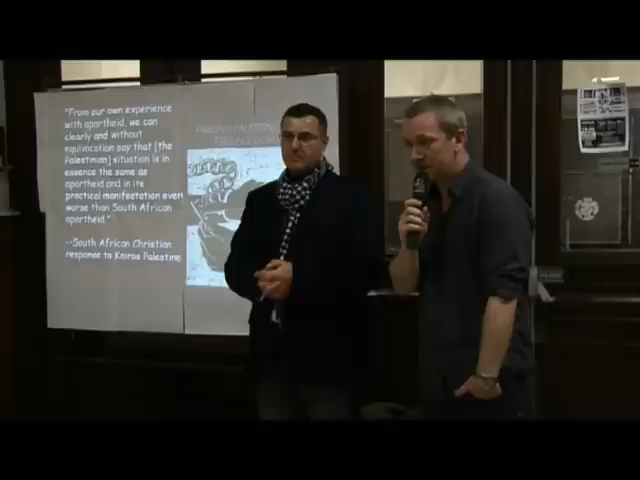 "From our own experience
with apartheid, we can
clearly and without
equivocation say that [the
Palestinian] situation is in
essence the same as
apartheid and in its
practical manifestation even
worse than South African
apartheid."
--South African Christian
response to Kairos Palestine